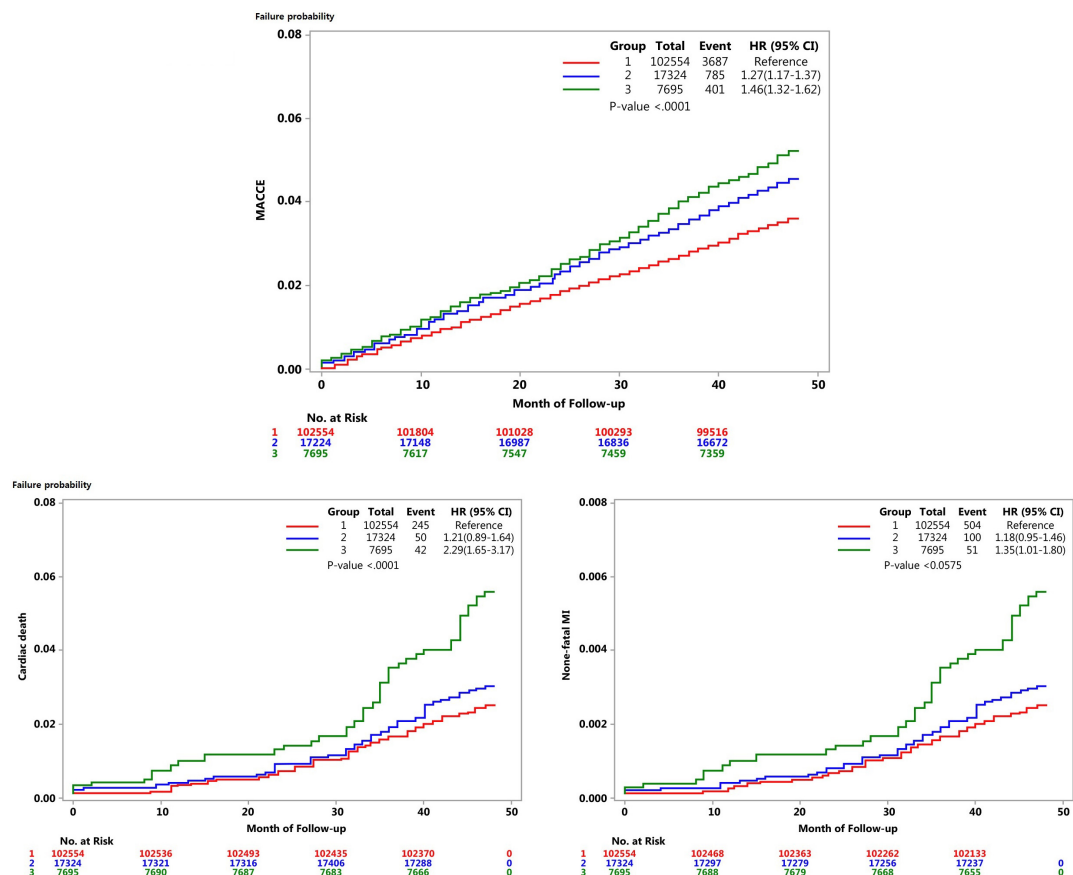 Failure probability
0.08
Group Total Event HR (95% CI)
1 102554 3687 Reference
2 17324 785 1.27(1.17-1.37)
3 7695 401 1.46(1.32-1.62)
P-value <.0001
0.06
0.04
0.02
0.00
MACCE
0 10 20 30 40 50
Month of Follow-up
No. at Risk
1 102554 101804 101028 100293 99516
2 17224 17148 16987 16836 16672
3 7695 7617 7547 7459 7359
Failure probability
0.08
Group Total Event HR (95% CI)
1 102554 245 Reference
2 17324 50 1.21(0.89-1.64)
3 7695 42 2.29(1.65-3.17)
P-value <.0001
0.06
0.04
0.02
0.00
Cardiac death
0 10 20 30 40 50
Month of Follow-up
No. at Risk
1 102554 102536 102493 102435 102370 0
2 17324 17321 17316 17406 17288 0
3 7695 7690 7687 7683 7666 0
0.008
Group Total Event HR (95% CI)
1 102554 504 Reference
2 17324 100 1.18(0.95-1.46)
3 7695 51 1.35(1.01-1.80)
P-value <0.0575
0.006
0.004
0.002
0.000
None-fatal MI
0 10 20 30 40 50
Month of Follow-up
No. at Risk
1 102554 102468 102363 102262 102133
2 17324 17297 17279 17256 17237 0
3 7695 7688 7679 7668 7655 0